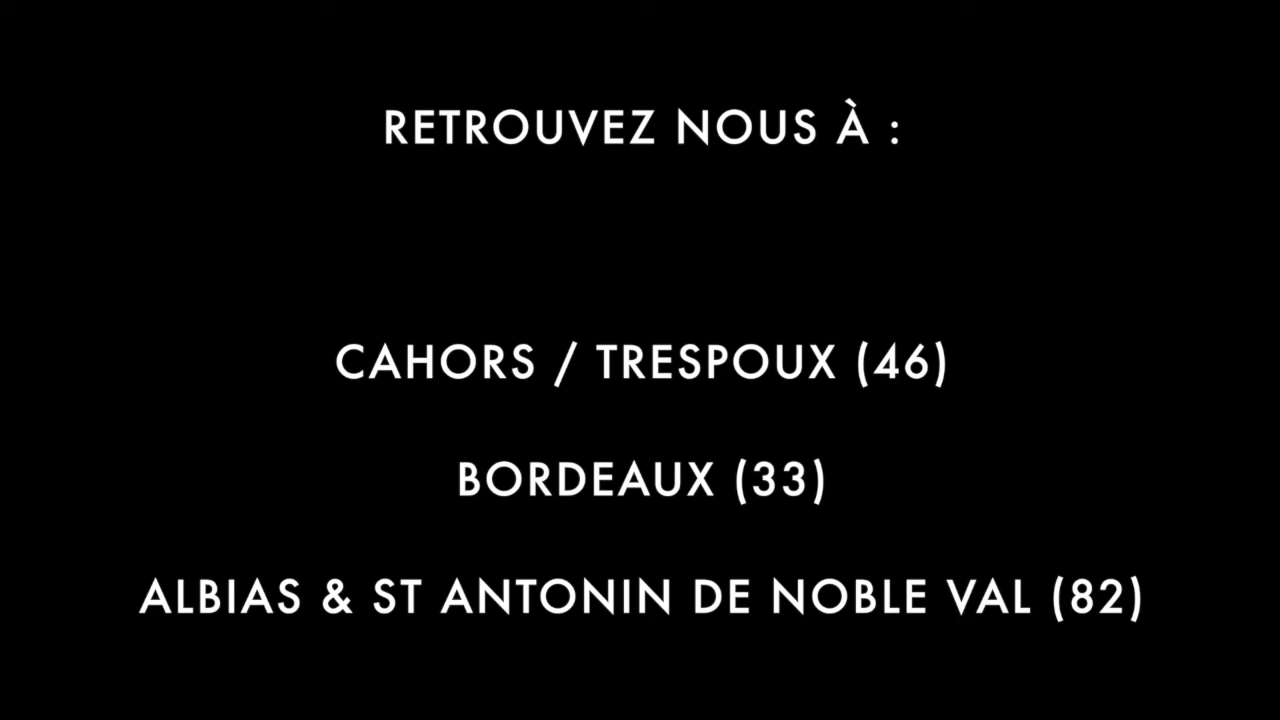 RETROUVEZ NOUS À :
CAHORS / TRESPOUX (46)
BORDEAUX (33)
ALBIAS & ST ANTONIN DE NOBLE VAL (82)